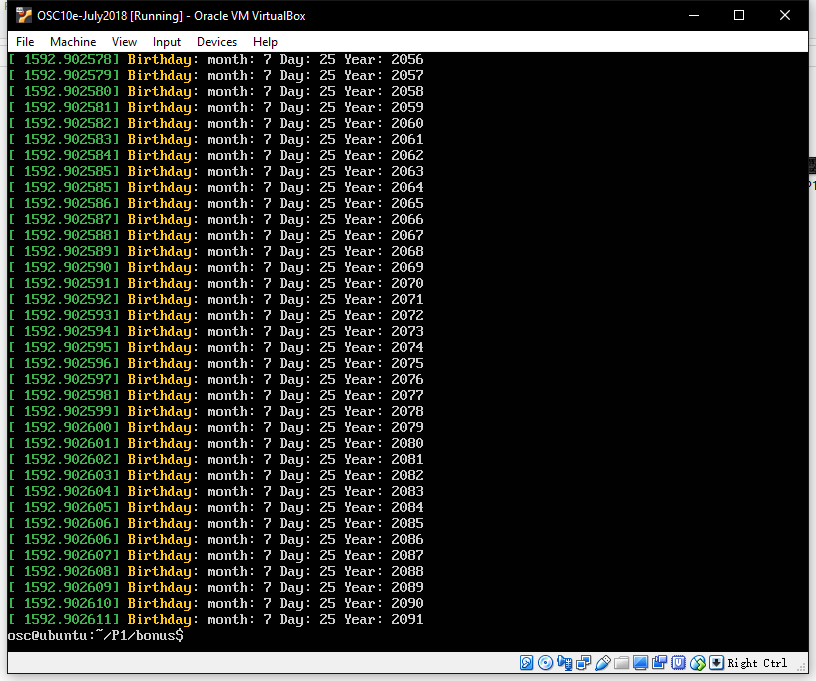 OSC10e-July2018 [Running] - Oracle VM VirtualBox
File Machine View Input Devices Help
[ 1592.902578] Birthday: month: 7 Day: 25 Year: 2056
[ 1592.902579] Birthday: month: 7 Day: 25 Year: 2057
[ 1592.902580] Birthday: month: 7 Day: 25 Year: 2058
[ 1592.902581] Birthday: month: 7 Day: 25 Year: 2059
[ 1592.902582] Birthday: month: 7 Day: 25 Year: 2060
[ 1592.902583] Birthday: month: 7 Day: 25 Year: 2061
[ 1592.902584] Birthday: month: 7 Day: 25 Year: 2062
[ 1592.902585] Birthday: month: 7 Day: 25 Year: 2063
[ 1592.902585] Birthday: month: 7 Day: 25 Year: 2064
[ 1592.902586] Birthday: month: 7 Day: 25 Year: 2065
[ 1592.902587] Birthday: month: 7 Day: 25 Year: 2066
[ 1592.902588] Birthday: month: 7 Day: 25 Year: 2067
[ 1592.902589] Birthday: month: 7 Day: 25 Year: 2068
[ 1592.902590] Birthday: month: 7 Day: 25 Year: 2069
[ 1592.902591] Birthday: month: 7 Day: 25 Year: 2070
[ 1592.902592] Birthday: month: 7 Day: 25 Year: 2071
[ 1592.902593] Birthday: month: 7 Day: 25 Year: 2072
[ 1592.902594] Birthday: month: 7 Day: 25 Year: 2073
[ 1592.902595] Birthday: month: 7 Day: 25 Year: 2074
[ 1592.902596] Birthday: month: 7 Day: 25 Year: 2075
[ 1592.902597] Birthday: month: 7 Day: 25 Year: 2076
[ 1592.902598] Birthday: month: 7 Day: 25 Year: 2077
[ 1592.902599] Birthday: month: 7 Day: 25 Year: 2078
[ 1592.902600] Birthday: month: 7 Day: 25 Year: 2079
[ 1592.902601] Birthday: month: 7 Day: 25 Year: 2080
[ 1592.902602] Birthday: month: 7 Day: 25 Year: 2081
[ 1592.902603] Birthday: month: 7 Day: 25 Year: 2082
[ 1592.902604] Birthday: month: 7 Day: 25 Year: 2083
[ 1592.902605] Birthday: month: 7 Day: 25 Year: 2084
[ 1592.902606] Birthday: month: 7 Day: 25 Year: 2085
[ 1592.902606] Birthday: month: 7 Day: 25 Year: 2086
[ 1592.902607] Birthday: month: 7 Day: 25 Year: 2087
[ 1592.902608] Birthday: month: 7 Day: 25 Year: 2088
[ 1592.902609] Birthday: month: 7 Day: 25 Year: 2089
[ 1592.902610] Birthday: month: 7 Day: 25 Year: 2090
[ 1592.902611] Birthday: month: 7 Day: 25 Year: 2091
osc@ubuntu:~/P1/bonus$
Right Ctrl